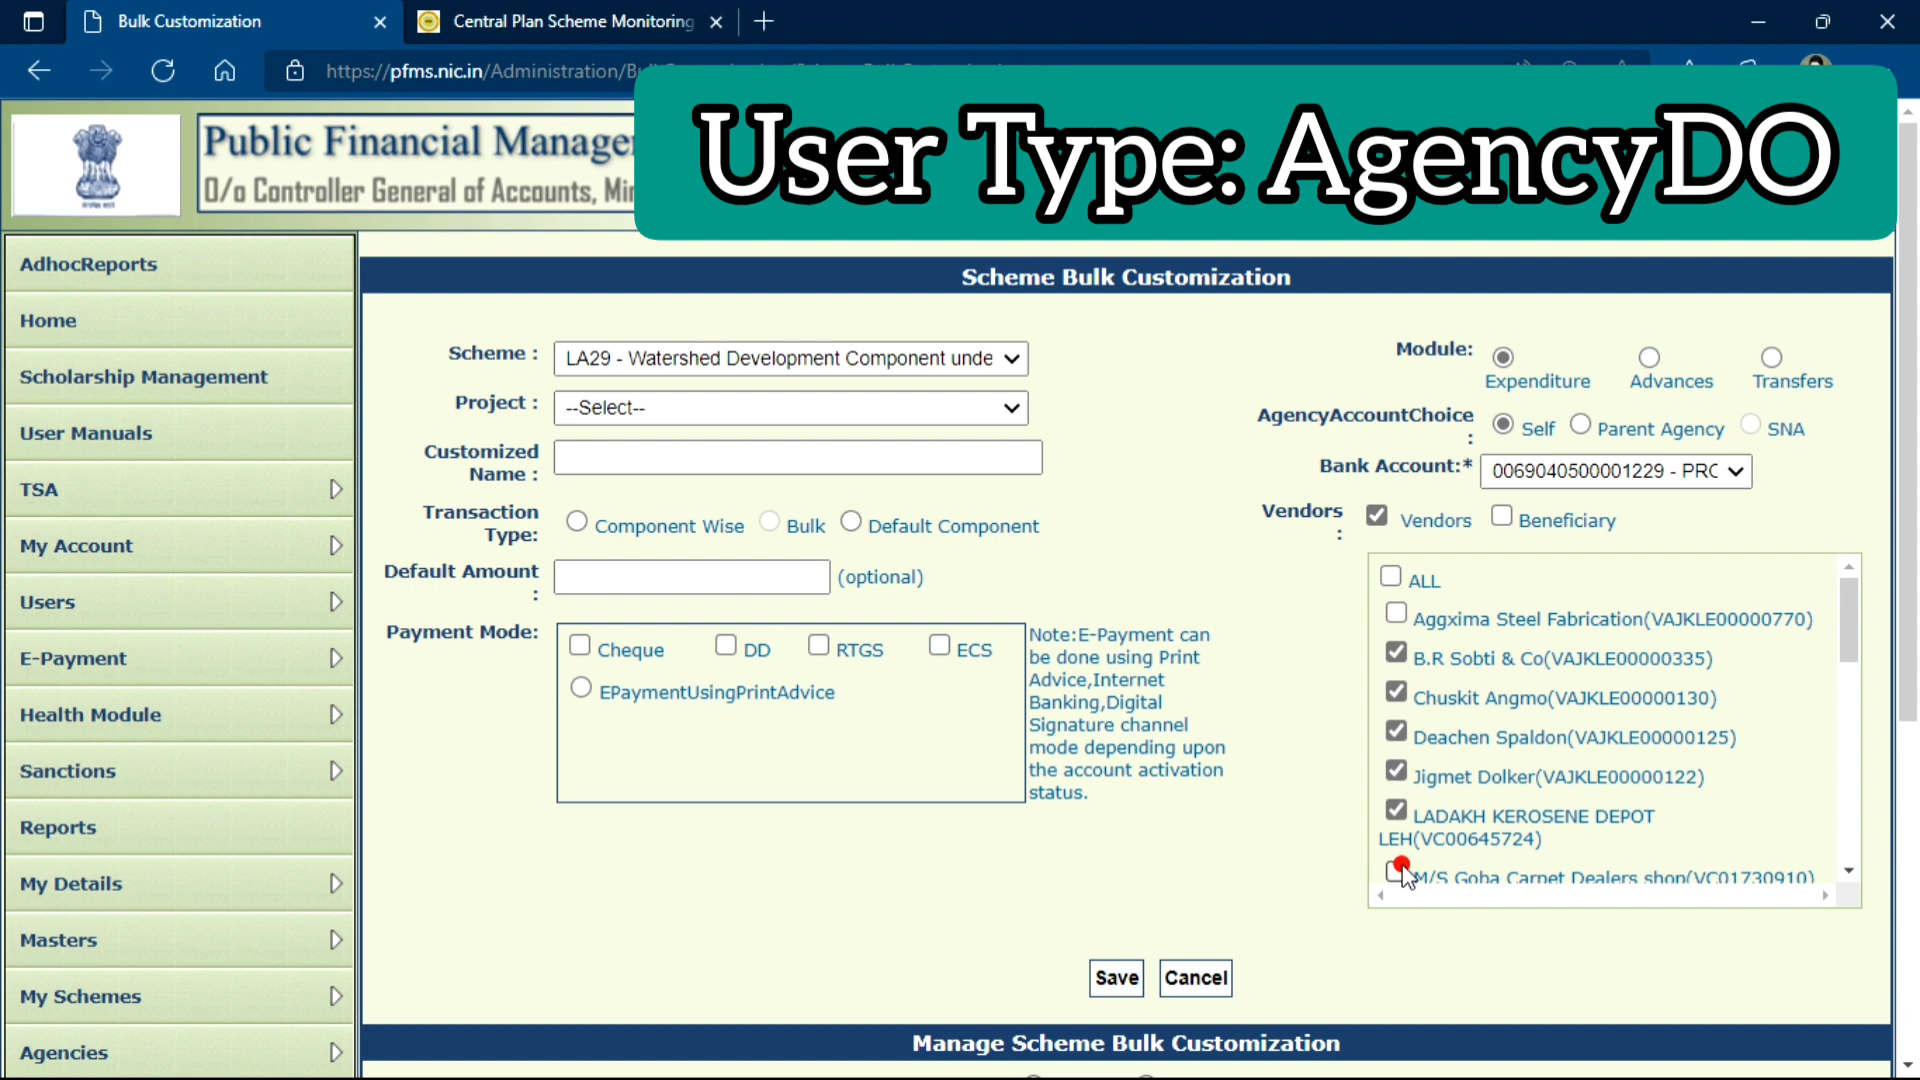 Bulk Customization
Central Plan Scheme Monitoring
https://pfms.nic.in/Administration/B
User Type: AgencyDO
Public Financial Manage
O/o Controller General of Accounts, Mi
AdhocReports
Home
Scholarship Management
User Manuals
TSA
My Account
Users
E-Payment
Health Module
Sanctions
Reports
My Details
Masters
My Schemes
Agencies
Scheme Bulk Customization
Scheme : LA29 - Watershed Development Component unde
Project : --Select--
Customized
Name :
Transaction
Type: Component Wise Bulk Default Component
Default Amount
: (optional)
Payment Mode: Cheque DD RTGS ECS
EPaymentUsingPrintAdvice
Note:E-Payment can
be done using Print
Advice,Internet
Banking,Digital
Signature channel
mode depending upon
the account activation
status.
Module:
Expenditure Advances Transfers
AgencyAccountChoice
: Self Parent Agency SNA
Bank Account:* 0069040500001229 - PRC
Vendors
: Vendors Beneficiary
ALL
Aggxima Steel Fabrication(VAJKLE00000770)
B.R Sobti & Co(VAJKLE00000335)
Chuskit Angmo(VAJKLE00000130)
Deachen Spaldon(VAJKLE00000125)
Jigmet Dolker(VAJKLE00000122)
LADAKH KEROSENE DEPOT
LEH(VC00645724)
M/S Goba Carpet Dealers shop(VC01730910)
Save Cancel
Manage Scheme Bulk Customization